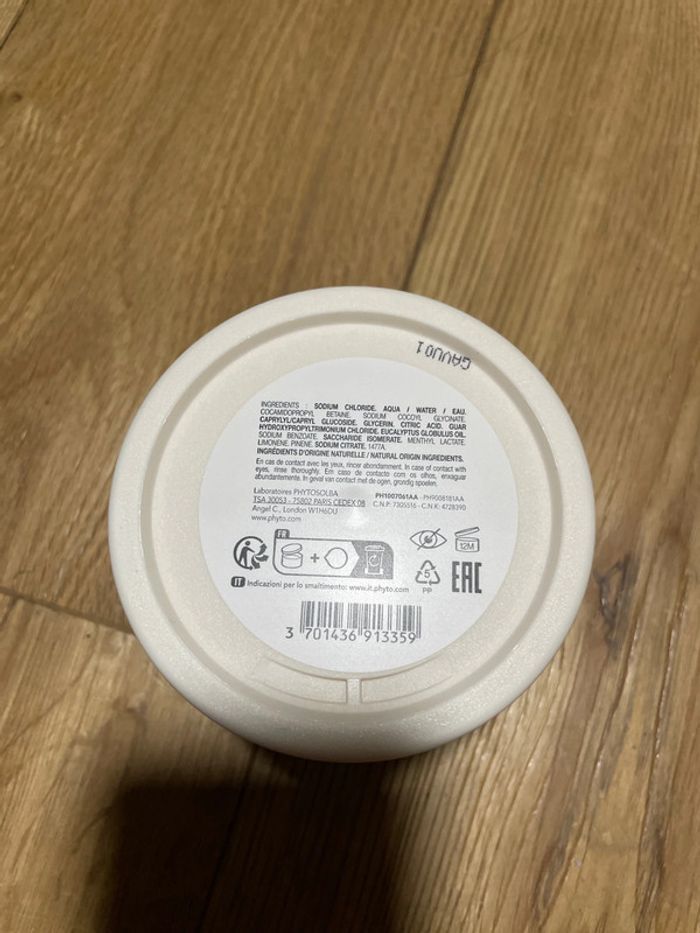 GAVU01
INGREDIENTS : SODIUM CHLORIDE. AQUA / WATER / EAU.
COCAMIDOPROPYL BETAINE. SODIUM COCOYL GLYCINATE.
CAPRYLYL/CAPRYL GLUCOSIDE. GLYCERIN. CITRIC ACID. GUAR
HYDROXYPROPYLTRIMONIUM CHLORIDE. EUCALYPTUS GLOBULUS OIL.
SODIUM BENZOATE. SACCHARIDE ISOMERATE. MENTHYL LACTATE.
LIMONENE. PINENE. SODIUM CITRATE. 1477A.
INGRÉDIENTS D'ORIGINE NATURELLE / NATURAL ORIGIN INGREDIENTS.
En cas de contact avec les yeux, rincer abondamment. In case of contact with
eyes, rinse thoroughly. Em caso de contacto com os olhos, enxaguar
abundantemente. In geval van contact met de ogen, grondig spoelen.
Laboratoires PHYTOSOLBA
TSA 30053 - 75802 PARIS CEDEX 08
Angel C., London W1H6DU
www.phyto.com
PH1007061AA - PH9008181AA
C.N.P: 7305516 - C.N.K: 4728390
FR
+
12M
IT Indicazioni per lo smaltimento: www.it.phyto.com
5
PP
EAC
3 701436 913359